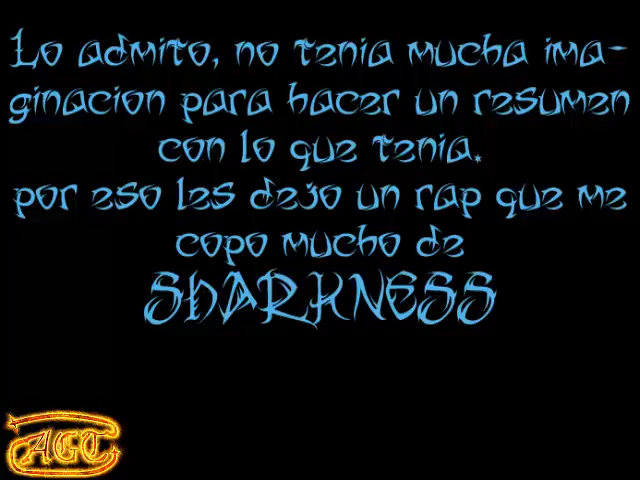 Lo admito, no tenia mucha ima-
ginacion para hacer un resumen
con lo que tenia.
por eso les dejo un rap que me
copo mucho de
SHARKNESS
AGT